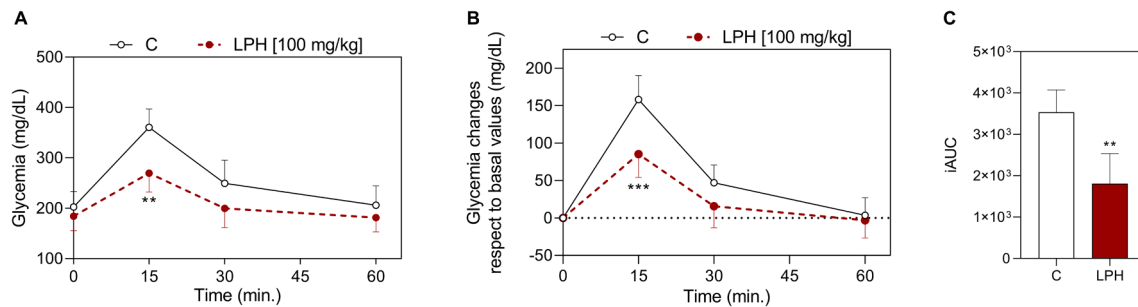 A
C LPH [100 mg/kg]
Glycemia (mg/dL)
500
400
300
200
100
**
0 15 30 45 60
Time (min.)
B
C LPH [100 mg/kg]
Glycemia changes
respect to basal values (mg/dL)
200
150
100
50
0
-50
***
0 15 30 45 60
Time (min.)
C
iAUC
5×10³
4×10³
3×10³
2×10³
1×10³
0
**
C LPH